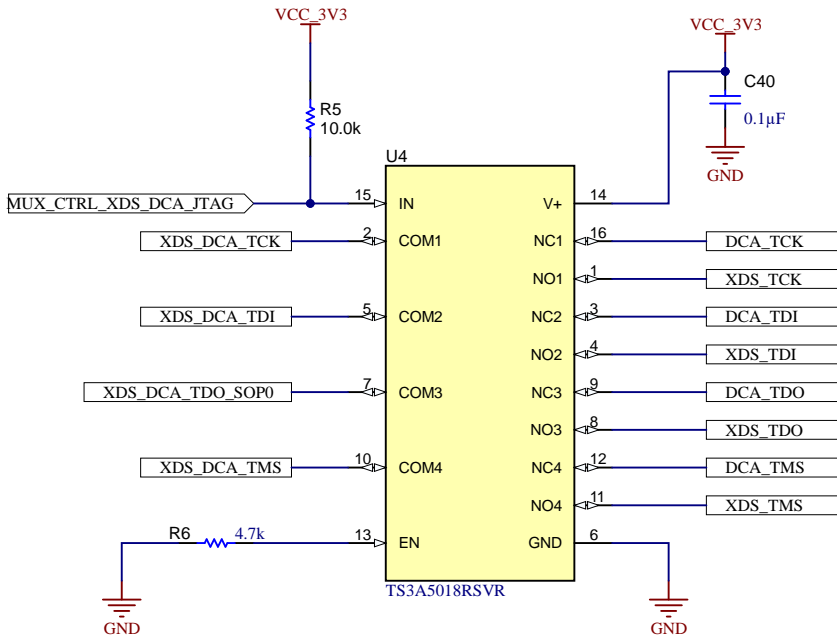 VCC_3V3
VCC_3V3
R5
10.0k
C40
0.1µF
GND
U4
MUX_CTRL_XDS_DCA_JTAG
15
IN
V+
14
XDS_DCA_TCK
2
COM1
NC1
16
DCA_TCK
NO1
1
XDS_TCK
XDS_DCA_TDI
5
COM2
NC2
3
DCA_TDI
NO2
4
XDS_TDI
XDS_DCA_TDO_SOP0
7
COM3
NC3
9
DCA_TDO
NO3
8
XDS_TDO
XDS_DCA_TMS
10
COM4
NC4
12
DCA_TMS
NO4
11
XDS_TMS
R6
4.7k
13
EN
GND
6
TS3A5018RSVR
GND
GND